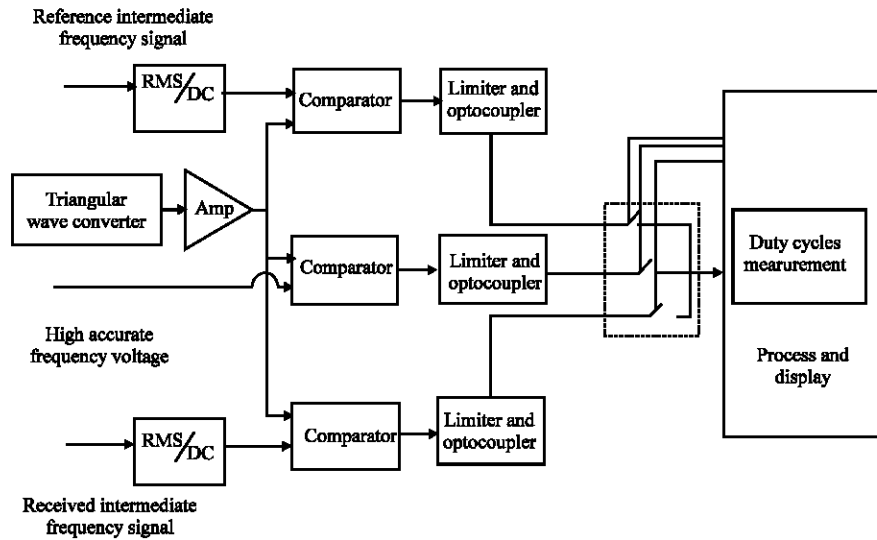 Reference intermediate
frequency signal
RMS/DC
Comparator
Limiter and
optocoupler
Triangular
wave converter
Amp
Comparator
Limiter and
optocoupler
Duty cycles
mearurement
High accurate
frequency voltage
Process and
display
RMS/DC
Comparator
Limiter and
optocoupler
Received intermediate
frequency signal